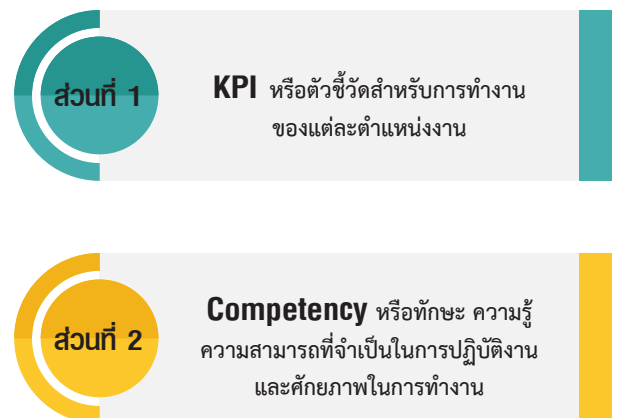 ส่วนที่ 1
KPI หรือตัวชี้วัดสำหรับการทำงาน
ของแต่ละตำแหน่งงาน
ส่วนที่ 2
Competency หรือทักษะ ความรู้
ความสามารถที่จำเป็นในการปฏิบัติงาน
และศักยภาพในการทำงาน